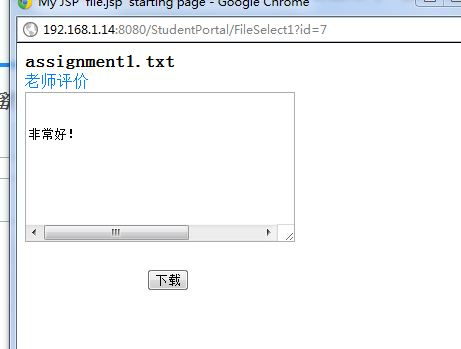 My JSP 'file.jsp' starting page - Google Chrome
192.168.1.14:8080/StudentPortal/FileSelect1?id=7
assignment1.txt
老师评价
非常好！
下载